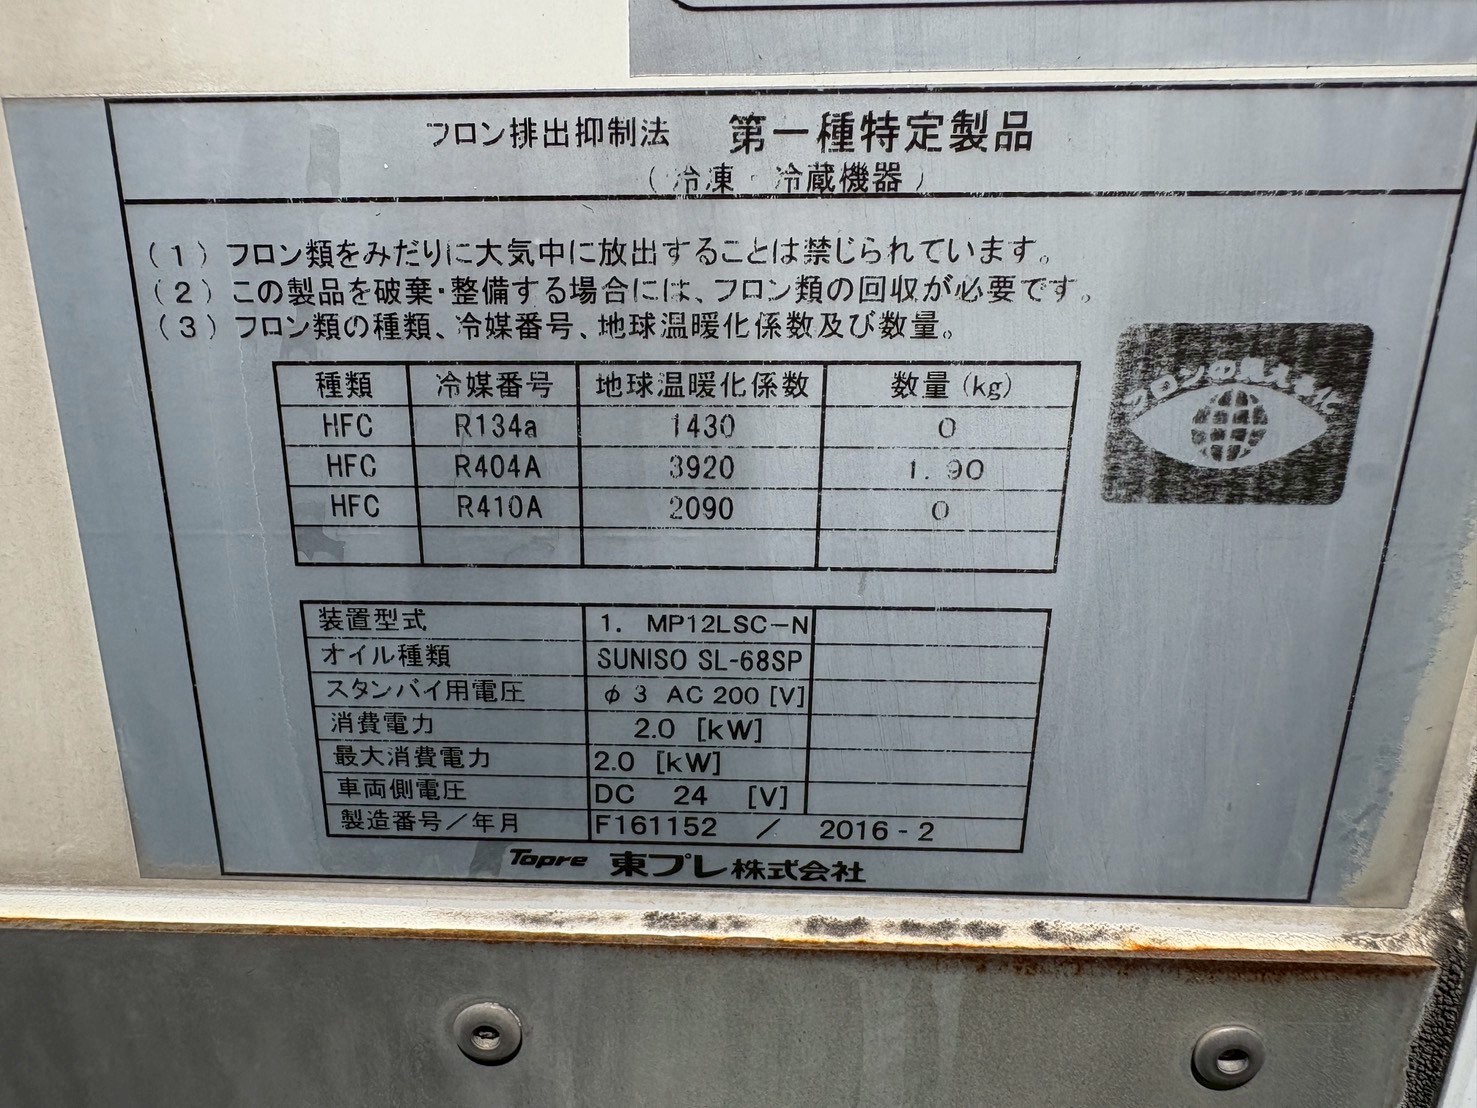 フロン排出抑制法　第一種特定製品
（冷凍・冷蔵機器）
（1）フロン類をみだりに大気中に放出することは禁じられています。
（2）この製品を破棄・整備する場合には、フロン類の回収が必要です。
（3）フロン類の種類、冷媒番号、地球温暖化係数及び数量。
種類 冷媒番号 地球温暖化係数 数量(kg)
HFC R134a 1430 0
HFC R404A 3920 1.90
HFC R410A 2090 0
フロンの見える化
装置型式 1. MP12LSC-N
オイル種類 SUNISO SL-68SP
スタンバイ用電圧 φ3 AC 200 [V]
消費電力 2.0 [kW]
最大消費電力 2.0 [kW]
車両側電圧 DC 24 [V]
製造番号／年月 F161152 ／ 2016-2
Topre 東プレ株式会社